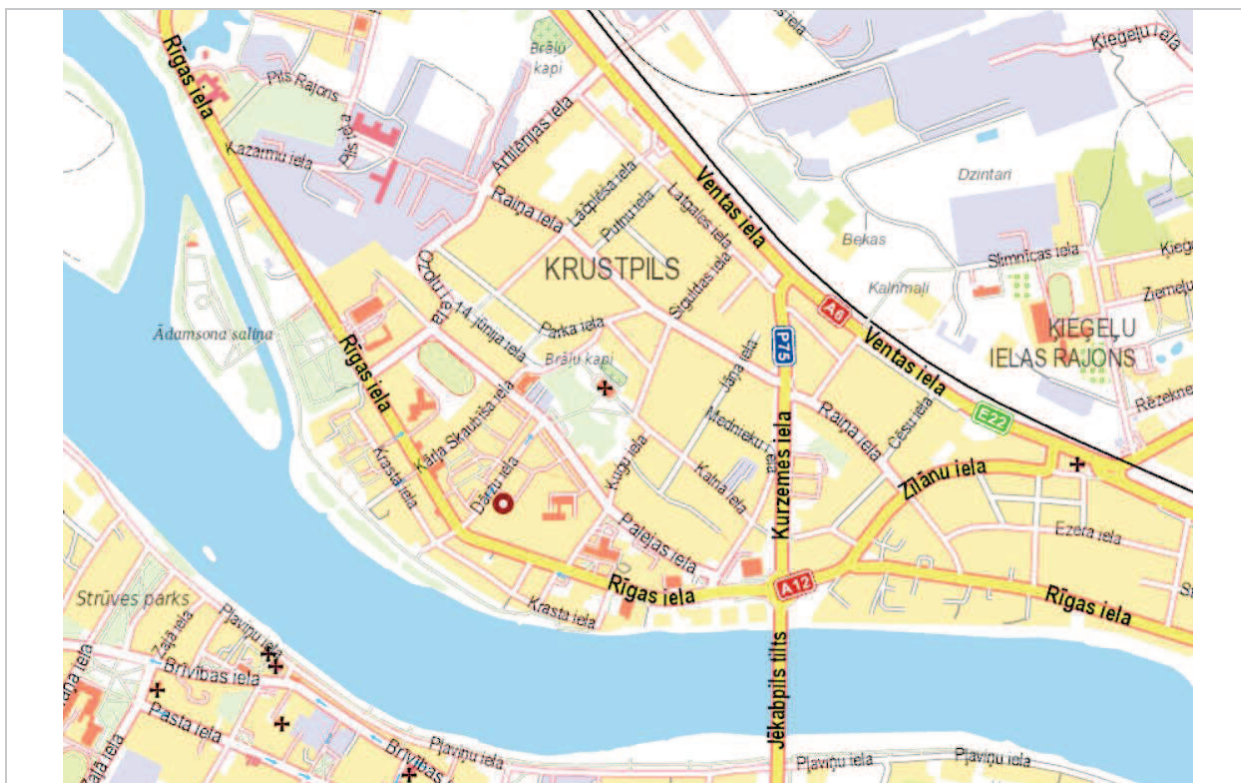 Rīgas iela
Pils Rajons
Pils iela
Kazarmu iela
Brāļu
kapi
Artilērijas iela
Ķieģeļu iela
Raiņa iela
Lāčplēša iela
Putnu iela
Latgales iela
Ventas iela
Dzintari
Bekas
Kalnmaļi
Slimnīcas iela
ĶIEĢEĻU
IELAS RAJONS
KRUSTPILS
Siguldas iela
Ozolu iela
14. jūnija iela
Parka iela
Brāļu kapi
Ādamsona saliņa
Rīgas iela
A6
P75
Ventas iela
E22
Jāņa iela
Mednieku iela
Kurzemes iela
Raiņa iela
Cēsu iela
Zīlānu iela
Kārļa Skaubīša iela
Krasta iela
Dārzu iela
Kuģu iela
Kalna iela
Palejas iela
Ezera iela
A12
Rīgas iela
Rīgas iela
Krasta iela
Jēkabpils tilts
Strūves parks
Zaļā iela
Pļaviņu iela
Brīvības iela
Pasta iela
Zaļā iela
Brīvības
Pļaviņu iela
Pļaviņu iela